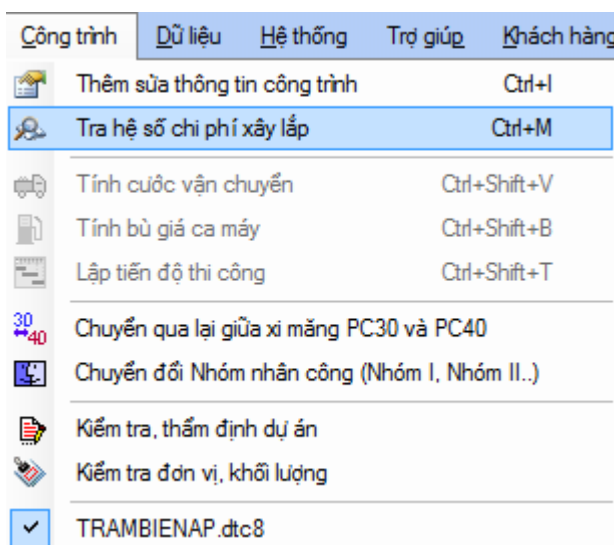 Công trình Dữ liệu Hệ thống Trợ giúp Khách hàng
Thêm sửa thông tin công trình Ctrl+I
Tra hệ số chi phí xây lắp Ctrl+M
Tính cước vận chuyển Ctrl+Shift+V
Tính bù giá ca máy Ctrl+Shift+B
Lập tiến độ thi công Ctrl+Shift+T
30
40 Chuyển qua lại giữa xi măng PC30 và PC40
Chuyển đổi Nhóm nhân công (Nhóm I, Nhóm II..)
Kiểm tra, thẩm định dự án
Kiểm tra đơn vị, khối lượng
TRAMBIENAP.dtc8